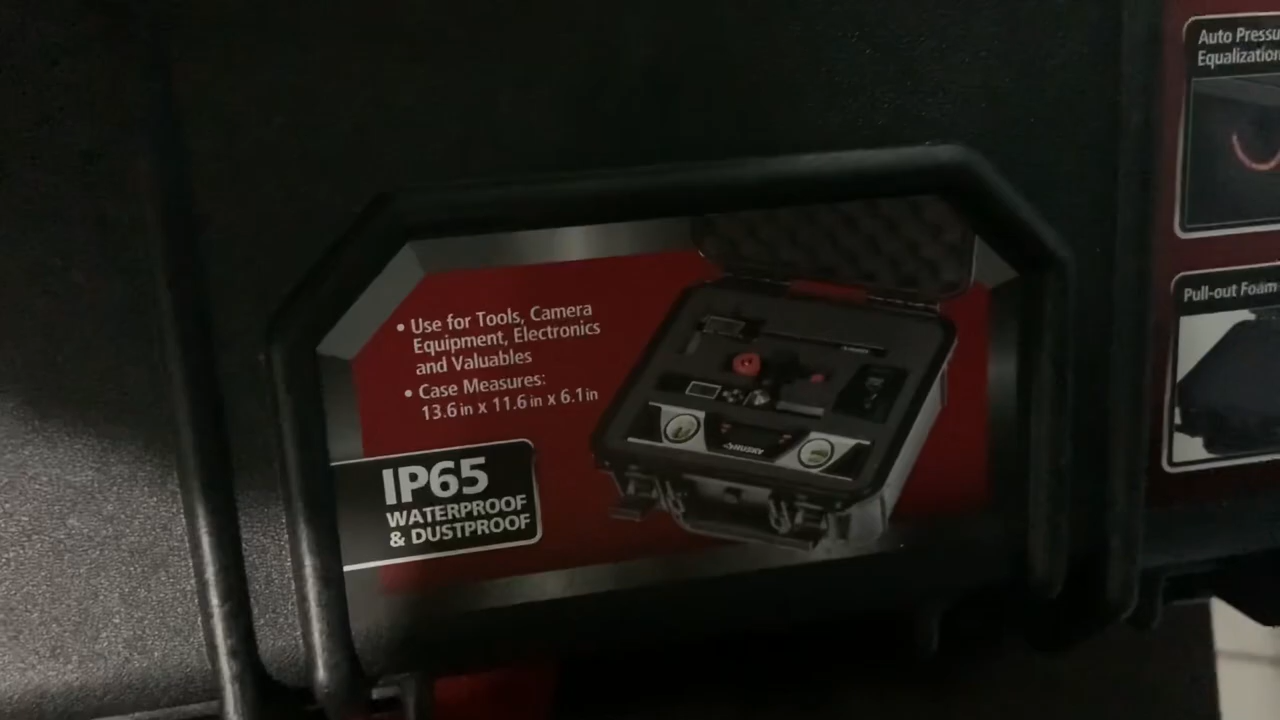 • Use for Tools, Camera
Equipment, Electronics
and Valuables
• Case Measures:
13.6 in x 11.6 in x 6.1 in
IP65
WATERPROOF
& DUSTPROOF
HUSKY
Auto Pressu
Equalization
Pull-out Foam